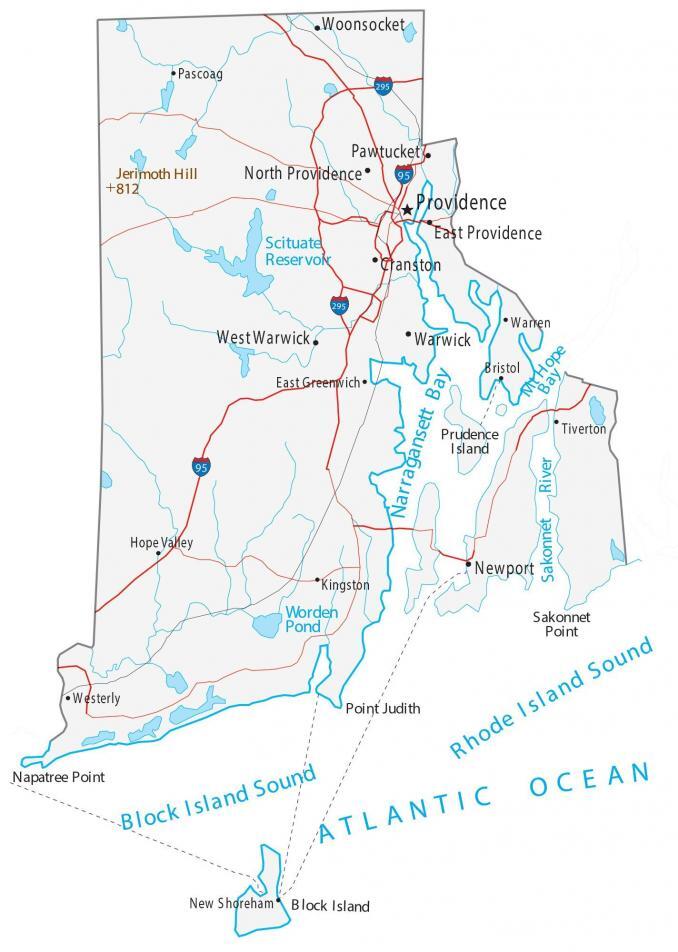 Woonsocket
Pascoag
295
Pawtucket
North Providence
95
Jerimoth Hill
+812
Providence
East Providence
Scituate
Reservoir
Cranston
295
West Warwick
Warwick
Warren
Bristol
Mt Hope
Bay
East Greenwich
Narragansett Bay
Prudence
Island
Tiverton
95
Sakonnet River
Hope Valley
Newport
Kingston
Worden
Pond
Sakonnet
Point
Westerly
Point Judith
Rhode Island Sound
Napatree Point
Block Island Sound
ATLANTIC OCEAN
New Shoreham
Block Island